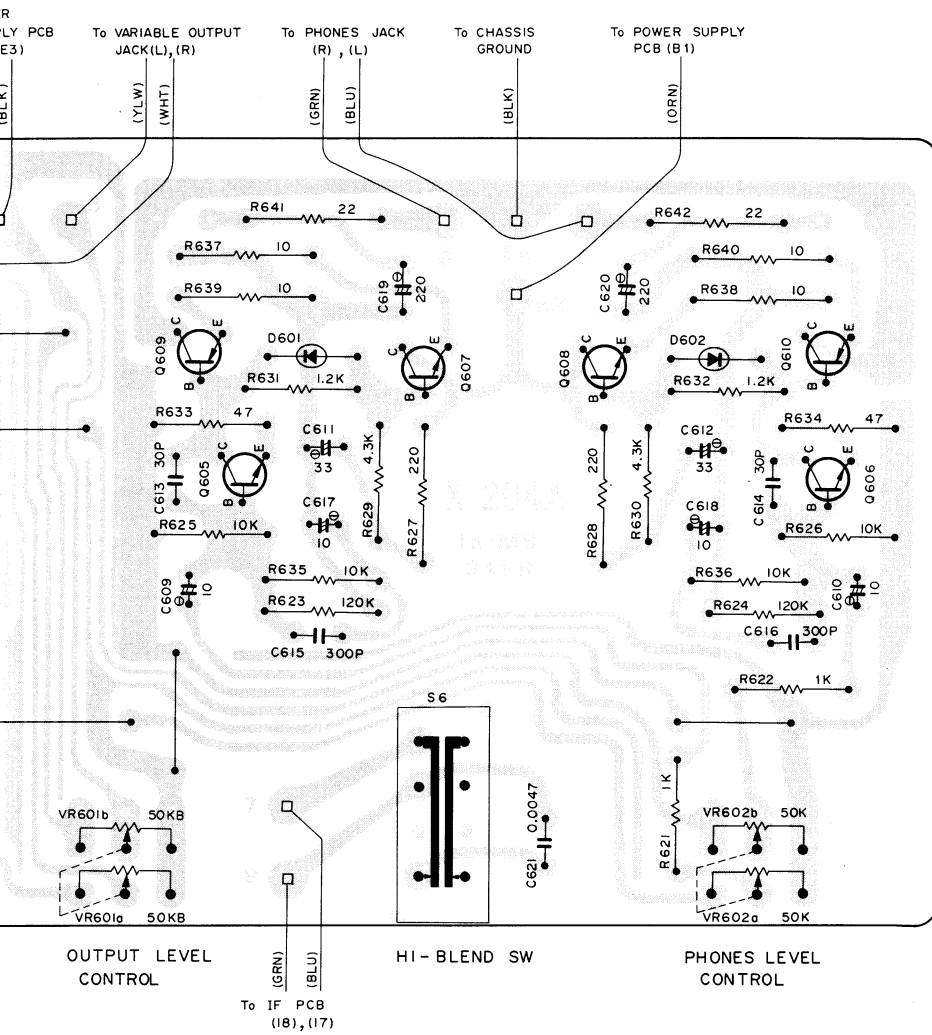 ER
PLY PCB
E3)
To VARIABLE OUTPUT
JACK(L),(R)
To PHONES JACK
(R) , (L)
To CHASSIS
GROUND
To POWER SUPPLY
PCB (B1)
(BLK)
(YLW)
(WHT)
(GRN)
(BLU)
(BLK)
(ORN)
R641 22
R642 22
R637 10
R640 10
R639 10
C619 220
C620 220
R638 10
Q609 C E B
D601
C E B Q607
Q608 C E B
D602
C E B Q610
R631 1.2K
R632 1.2K
R633 47
R634 47
C611 33
C612 33
C613 30P
Q605 C E B
R629 4.3K
R627 220
R628 220
R630 4.3K
C614 30P
C E B Q606
C617 10
C618 10
R625 10K
R626 10K
R635 10K
R636 10K
C609 10
C610 10
R623 120K
R624 120K
C615 300P
C616 300P
R622 1K
S6
7
8
VR601b 50KB
VR601a 50KB
C621 0.0047
R621 1K
VR602b 50K
VR602a 50K
OUTPUT LEVEL
CONTROL
HI-BLEND SW
PHONES LEVEL
CONTROL
(GRN)
(BLU)
To IF PCB
(18),(17)